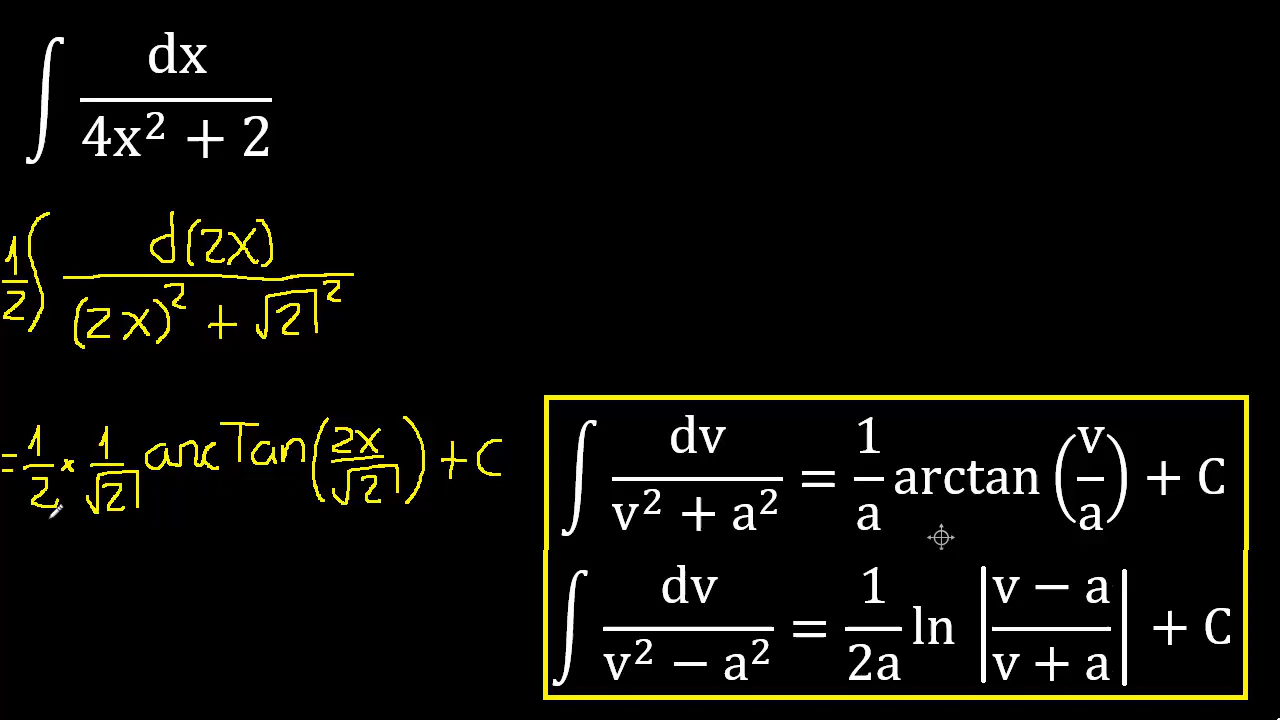 ∫ dx / (4x² + 2)
1/2 ∫ d(2x) / ((2x)² + √2²)
= 1/2 × 1/√2 arcTan(2x/√2) + C
∫ dv / (v² + a²) = 1/a arctan(v/a) + C
∫ dv / (v² − a²) = 1/2a ln |(v − a)/(v + a)| + C